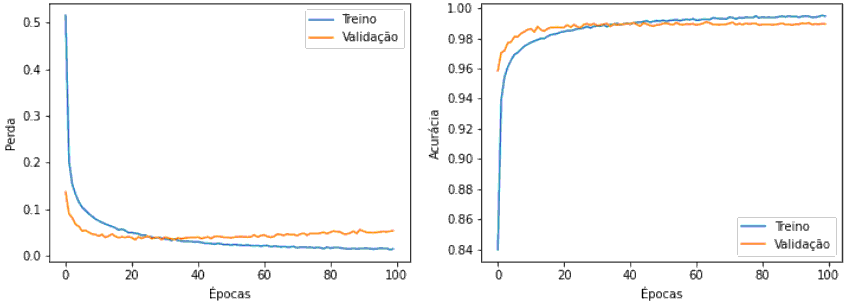 Treino
Validação
0.5
0.4
0.3
0.2
0.1
0.0
Perda
0 20 40 60 80 100
Épocas
1.00
0.98
0.96
0.94
0.92
0.90
0.88
0.86
0.84
Acurácia
Treino
Validação
0 20 40 60 80 100
Épocas